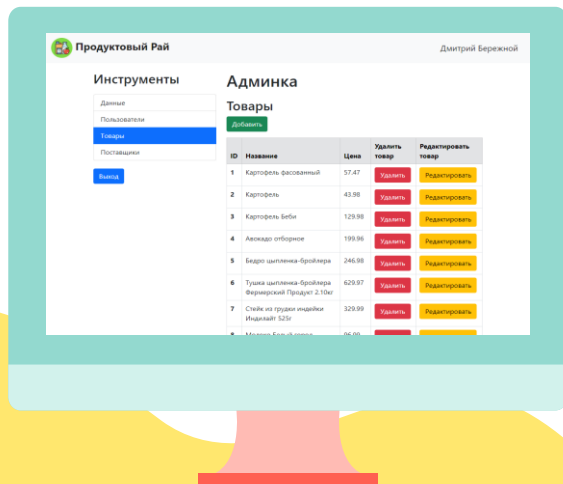 Продуктовый Рай
Дмитрий Бережной
Инструменты
Данные
Пользователи
Товары
Поставщики
Выход
Админка
Товары
Добавить
ID Название Цена Удалить товар Редактировать товар
1 Картофель фасованный 57.47 Удалить Редактировать
2 Картофель 43.98 Удалить Редактировать
3 Картофель Беби 129.98 Удалить Редактировать
4 Авокадо отборное 199.96 Удалить Редактировать
5 Бедро цыпленка-бройлера 246.98 Удалить Редактировать
6 Тушка цыпленка-бройлера 629.97 Удалить Редактировать
Фермерский Продукт 2.10кг
7 Стейк из грудки индейки 329.99 Удалить Редактировать
Индилайт 525г